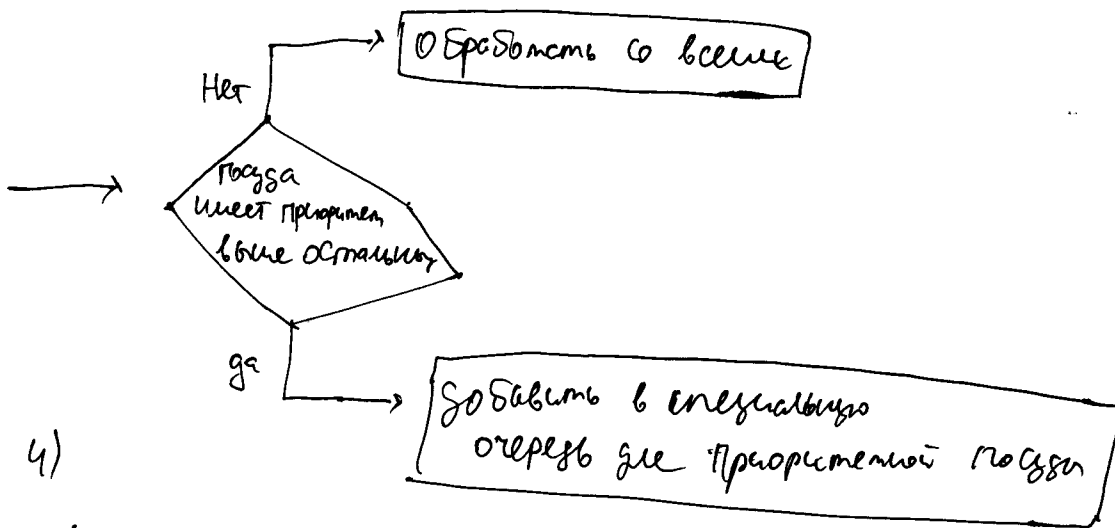 Обработать со всеми
Нет
посуда
имеет приоритет
выше остальных
да
добавить в специальную
очередь для приоритетной посуды
4)